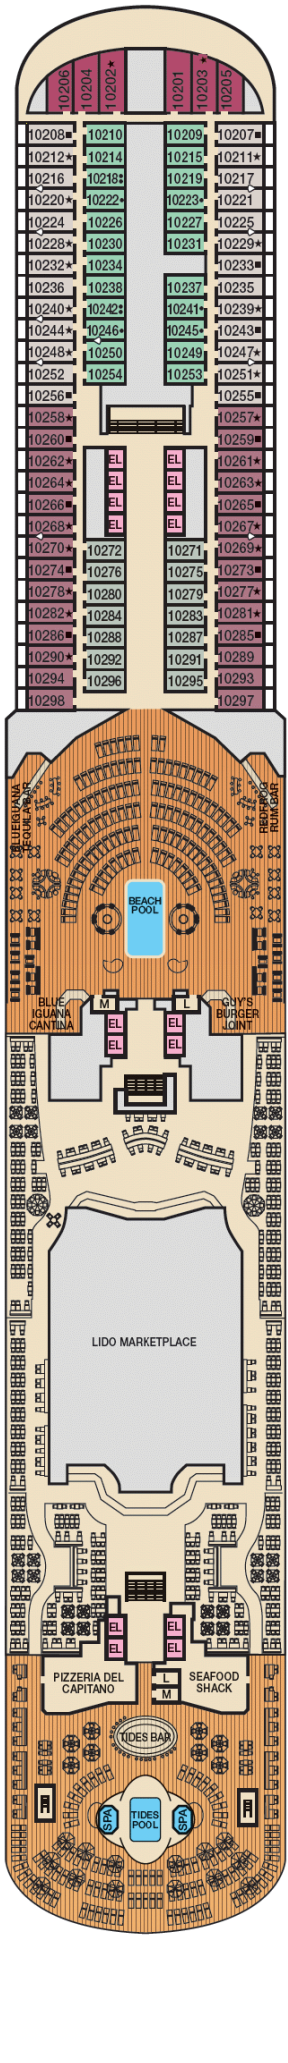 10206
10204
10202★
10201
10203★
10205
10208■ 10210 10209 10207■
10212★ 10214 10215 10211★
10216 10218 10219 10217
10220★ 10222• 10223• 10221
10224 10226 10227 10225
10228★ 10230 10231 10229★
10232★ 10234 10233■
10236 10238 10237 10235
10240★ 10242 10241• 10239★
10244★ 10246• 10245• 10243■
10248★ 10250 10249 10247★
10252 10254 10253 10251★
10256■ 10255■
10258★ 10257★
10260■ 10259■
10262★ EL EL 10261★
10264★ EL EL 10263★
10266■ EL EL 10265■
10268★ EL EL 10267★
10270★ 10272 10271 10269★
10274■ 10276 10275 10273■
10278★ 10280 10279 10277★
10282★ 10284 10283 10281★
10286■ 10288 10287 10285■
10290★ 10292 10291 10289
10294 10296 10295 10293
10298 10297
BLUE IGUANA
TEQUILA BAR
REDFROG
RUM BAR
BEACH
POOL
BLUE
IGUANA
CANTINA
M
L
GUY'S
BURGER
JOINT
EL EL
EL EL
LIDO MARKETPLACE
EL EL
EL EL
PIZZERIA DEL
CAPITANO
L
M
SEAFOOD
SHACK
TIDES BAR
SPA
TIDES
POOL
SPA